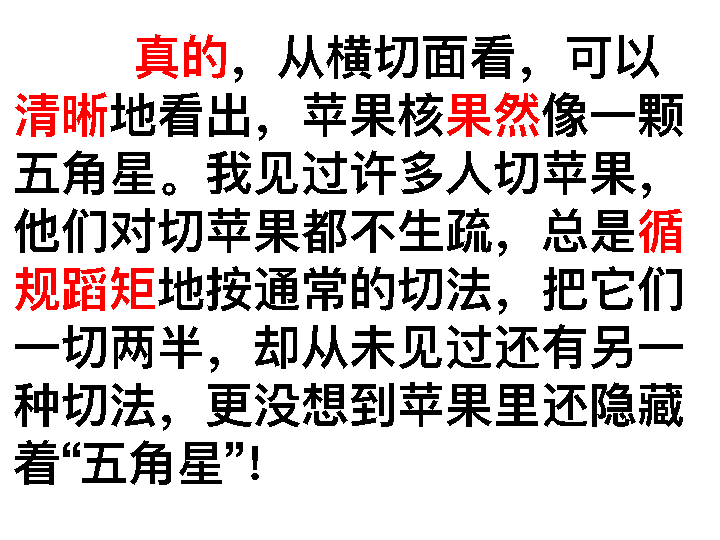 真的，从横切面看，可以
清晰地看出，苹果核果然像一颗
五角星。我见过许多人切苹果，
他们对切苹果都不生疏，总是循
规蹈矩地按通常的切法，把它们
一切两半，却从未见过还有另一
种切法，更没想到苹果里还隐藏
着“五角星”！